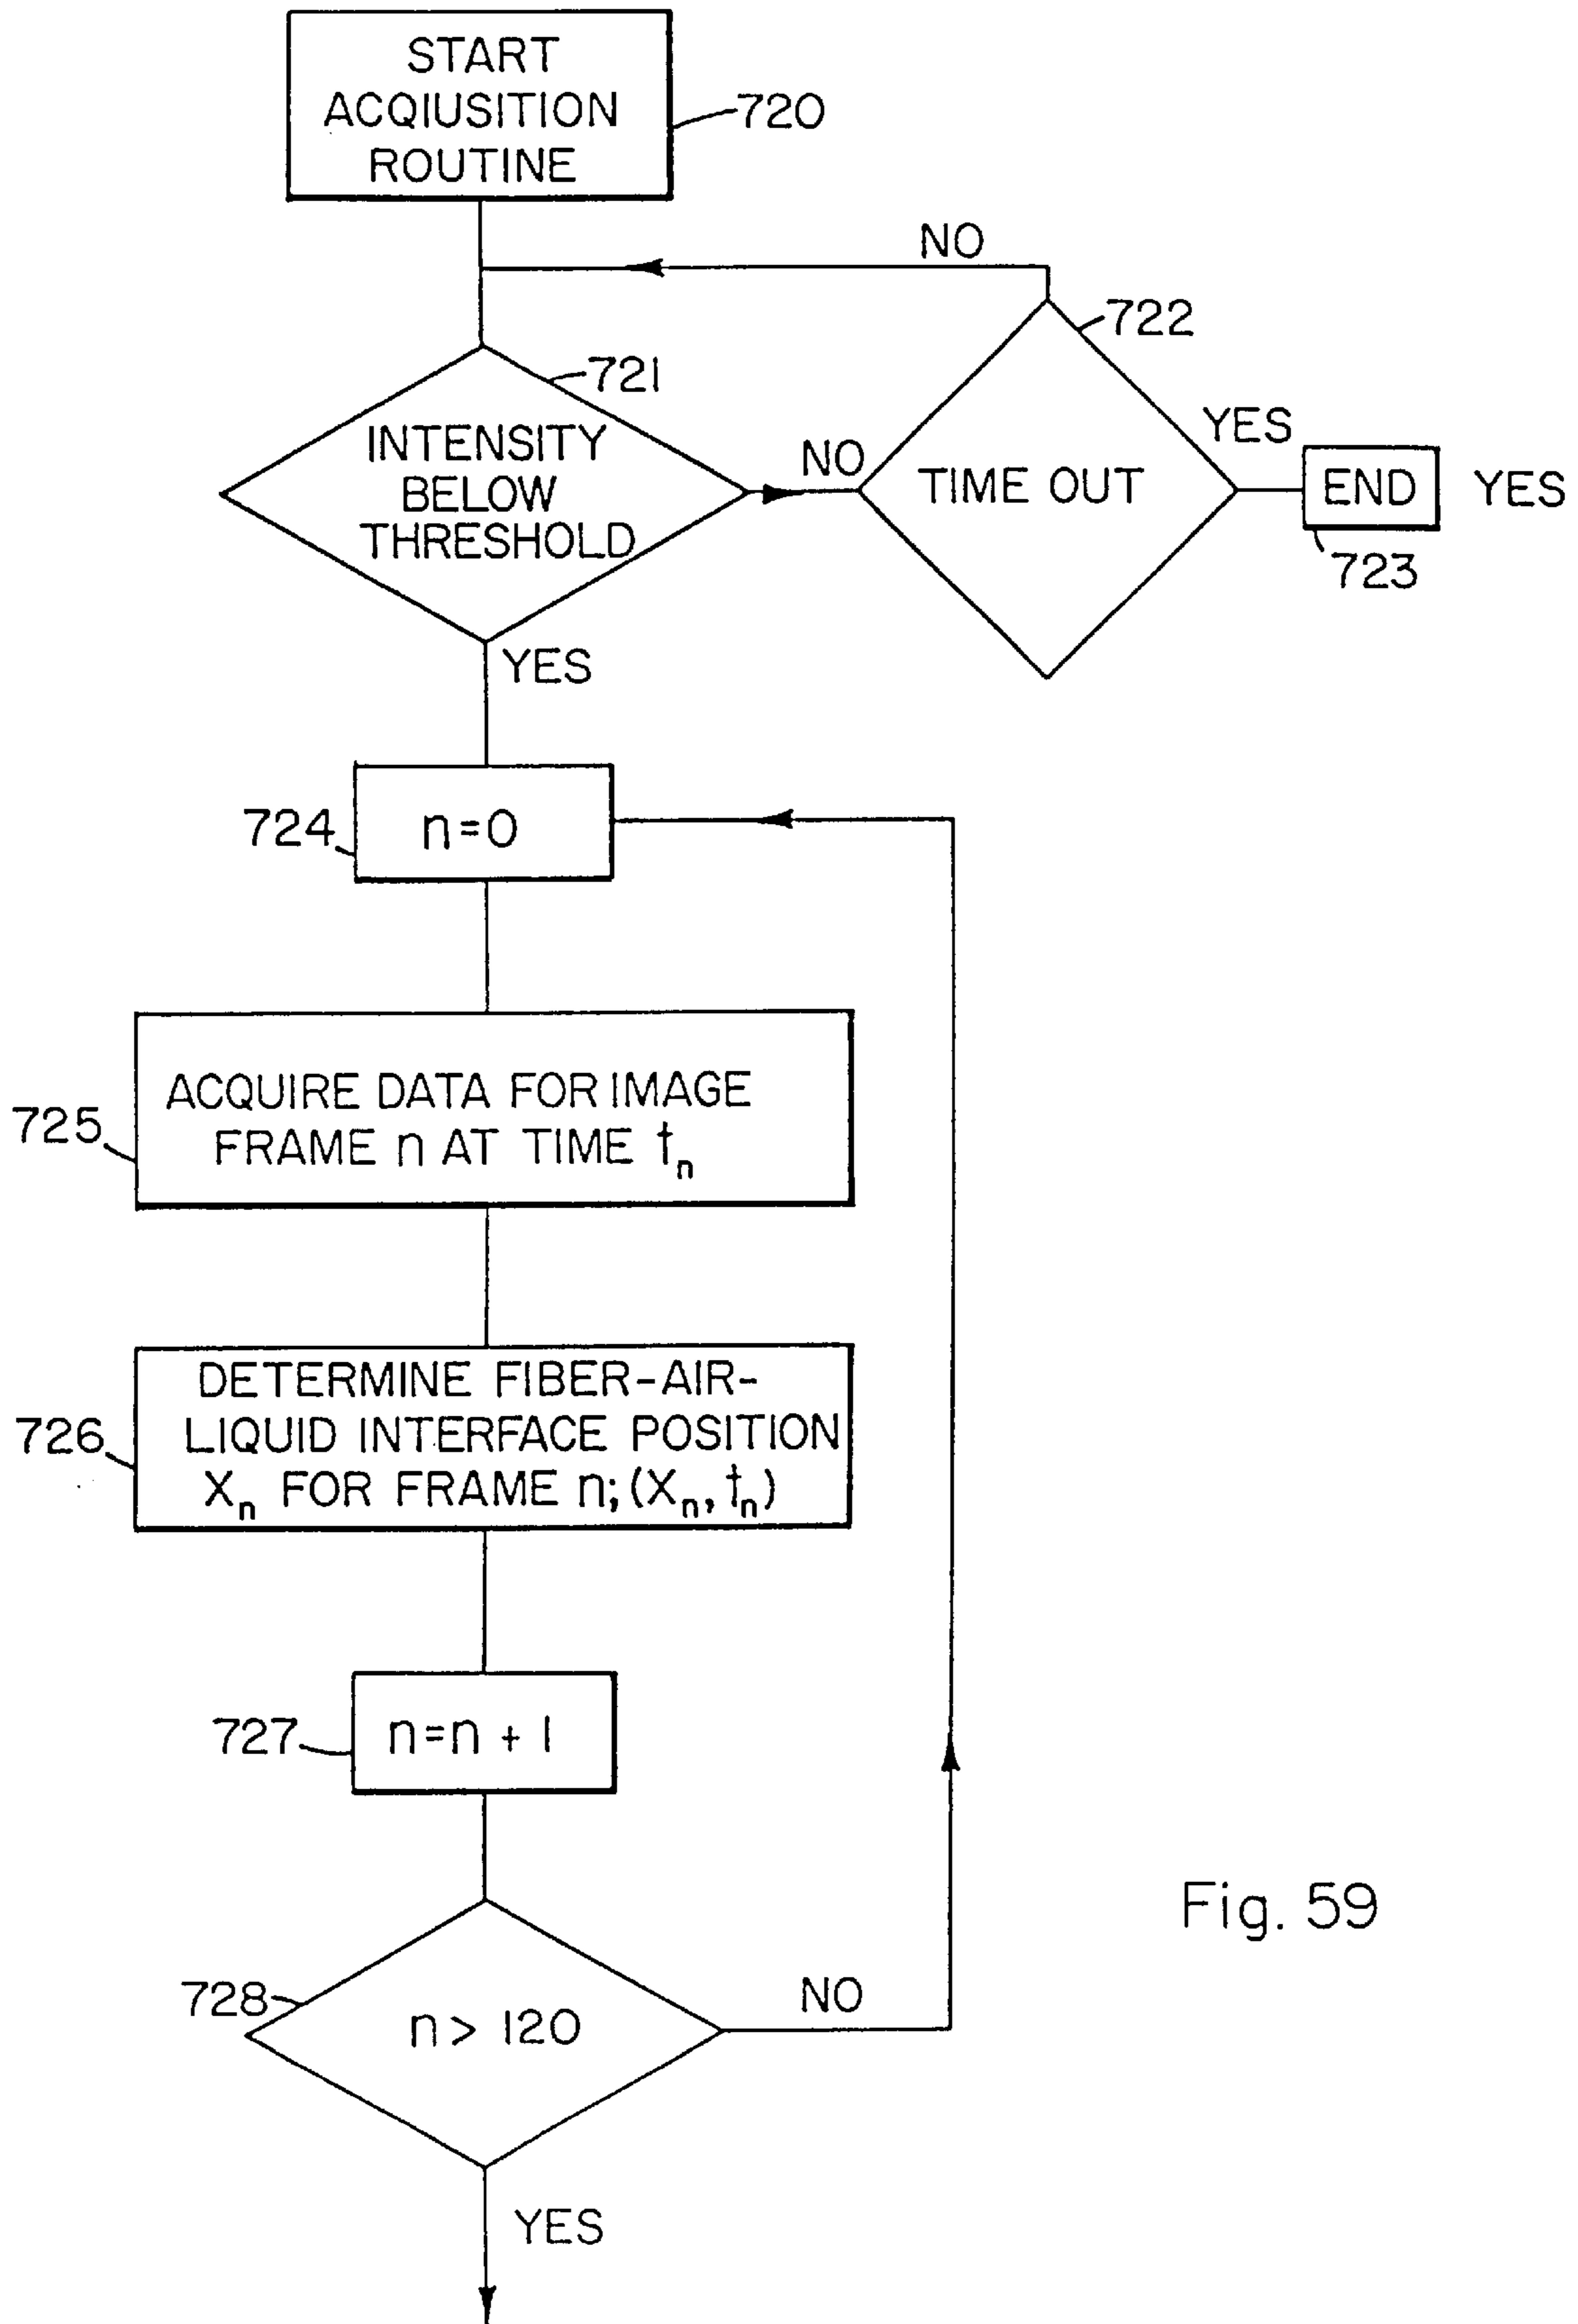 START
ACQIUSITION
ROUTINE
720
NO
722
721
INTENSITY
BELOW
THRESHOLD
NO
TIME OUT
YES
END
YES
723
YES
724
n=0
725
ACQUIRE DATA FOR IMAGE
FRAME n AT TIME tn
726
DETERMINE FIBER-AIR-
LIQUID INTERFACE POSITION
Xn FOR FRAME n; (Xn, tn)
727
n=n + 1
728
n > 120
NO
YES
Fig. 59